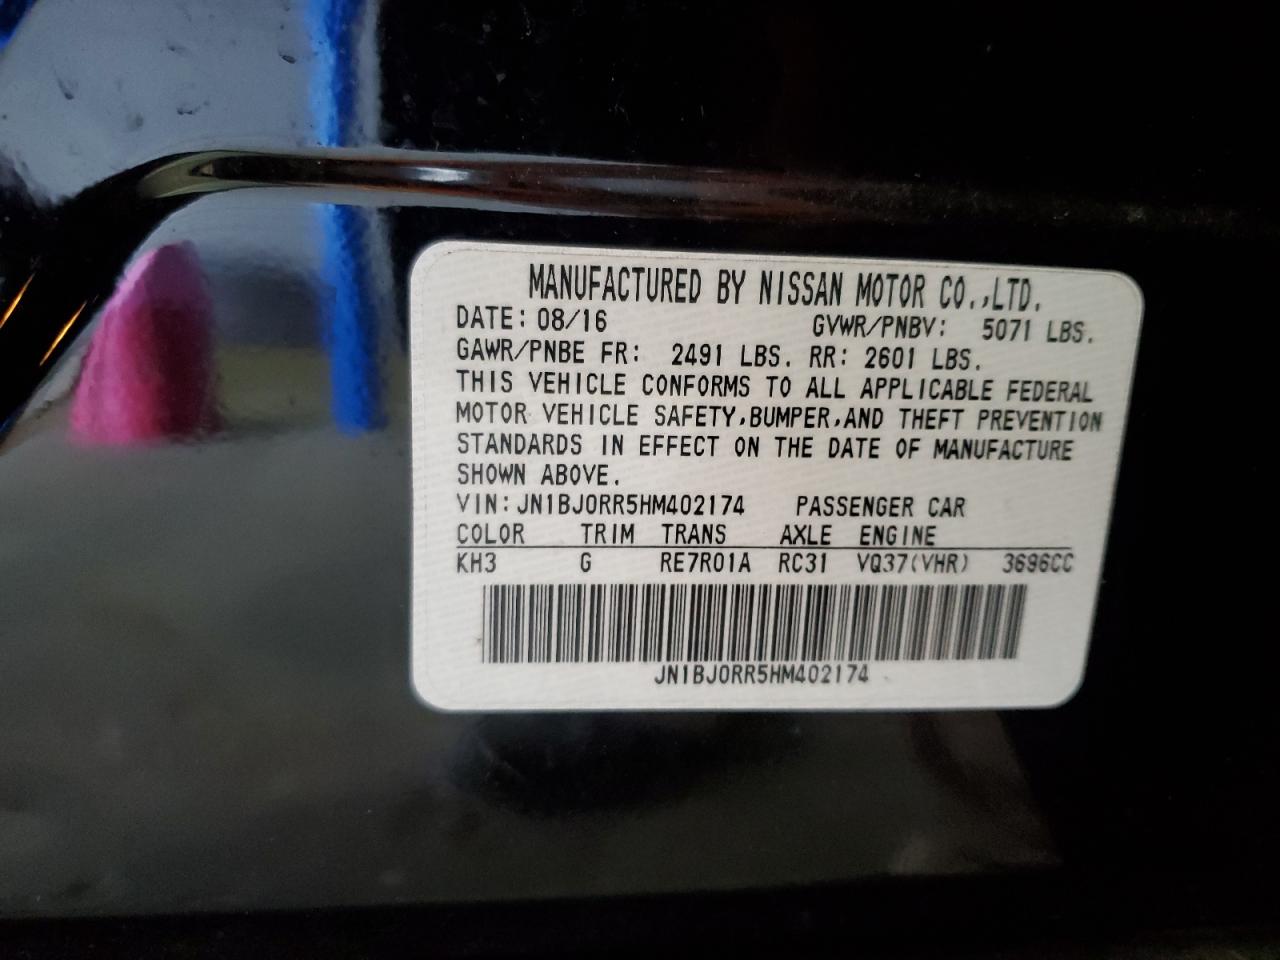 MANUFACTURED BY NISSAN MOTOR CO.,LTD.
DATE: 08/16 GVWR/PNBV: 5071 LBS.
GAWR/PNBE FR: 2491 LBS. RR: 2601 LBS.
THIS VEHICLE CONFORMS TO ALL APPLICABLE FEDERAL
MOTOR VEHICLE SAFETY,BUMPER,AND THEFT PREVENTION
STANDARDS IN EFFECT ON THE DATE OF MANUFACTURE
SHOWN ABOVE.
VIN: JN1BJ0RR5HM402174 PASSENGER CAR
COLOR TRIM TRANS AXLE ENGINE
KH3 G RE7R01A RC31 VQ37(VHR) 3696CC
JN1BJ0RR5HM402174